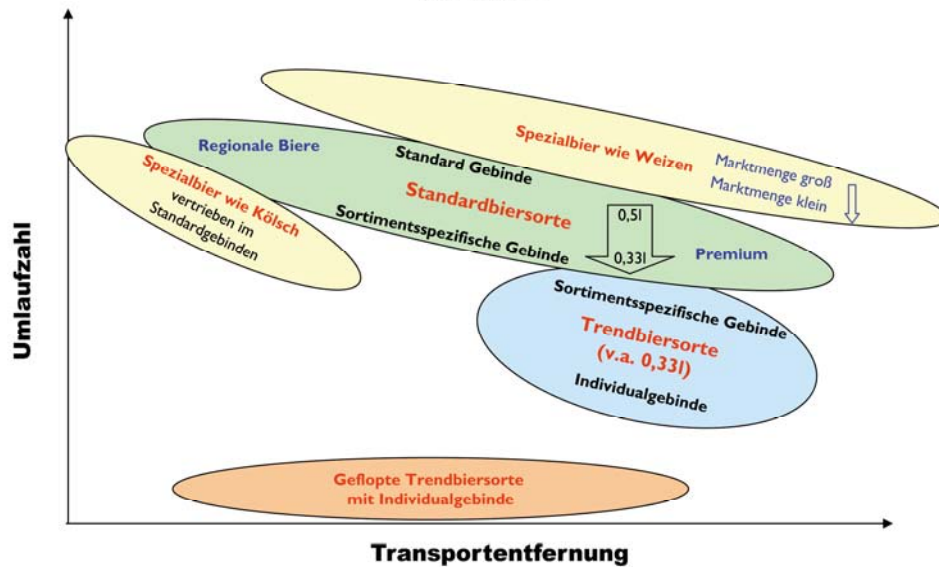 Umlaufzahl
Spezialbier wie Weizen
Marktmenge groß
Marktmenge klein
Regionale Biere
Standard Gebinde
Standardbiersorte
Sortimentsspezifische Gebinde
0,5l
0,33l
Premium
Spezialbier wie Kölsch
vertrieben im
Standardgebinden
Sortimentsspezifische Gebinde
Trendbiersorte
(v.a. 0,33l)
Individualgebinde
Geflopte Trendbiersorte
mit Individualgebinde
Transportentfernung